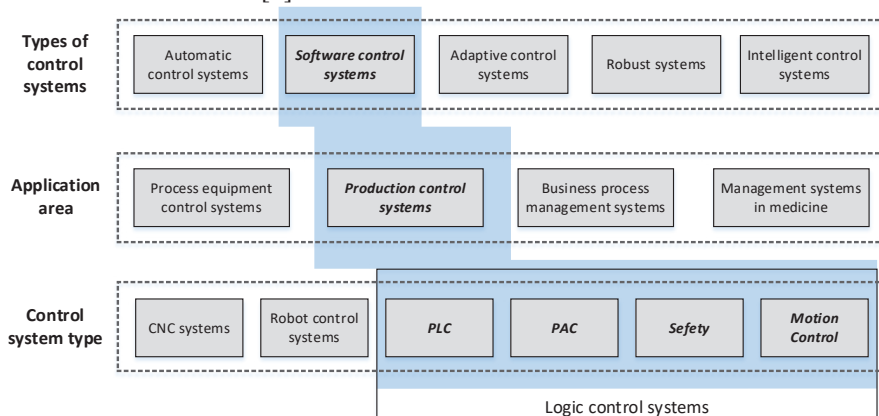 Types of
control
systems
Automatic
control systems
Software control
systems
Adaptive control
systems
Robust systems
Intelligent control
systems
Application
area
Process equipment
control systems
Production control
systems
Business process
management systems
Management systems
in medicine
Control
system type
CNC systems
Robot control
systems
PLC
PAC
Sefety
Motion
Control
Logic control systems